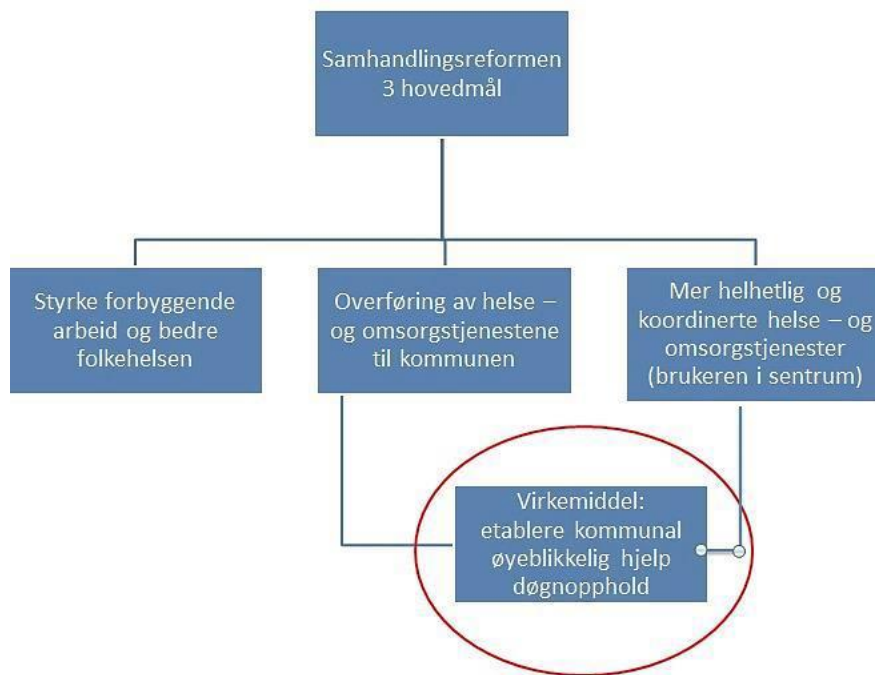 Samhandlingsreformen
3 hovedmål
Styrke forbyggende
arbeid og bedre
folkehelsen
Overføring av helse –
og omsorgstjenestene
til kommunen
Mer helhetlig og
koordinerte helse – og
omsorgstjenester
(brukeren i sentrum)
Virkemiddel:
etablere kommunal
øyeblikkelig hjelp
døgnopphold